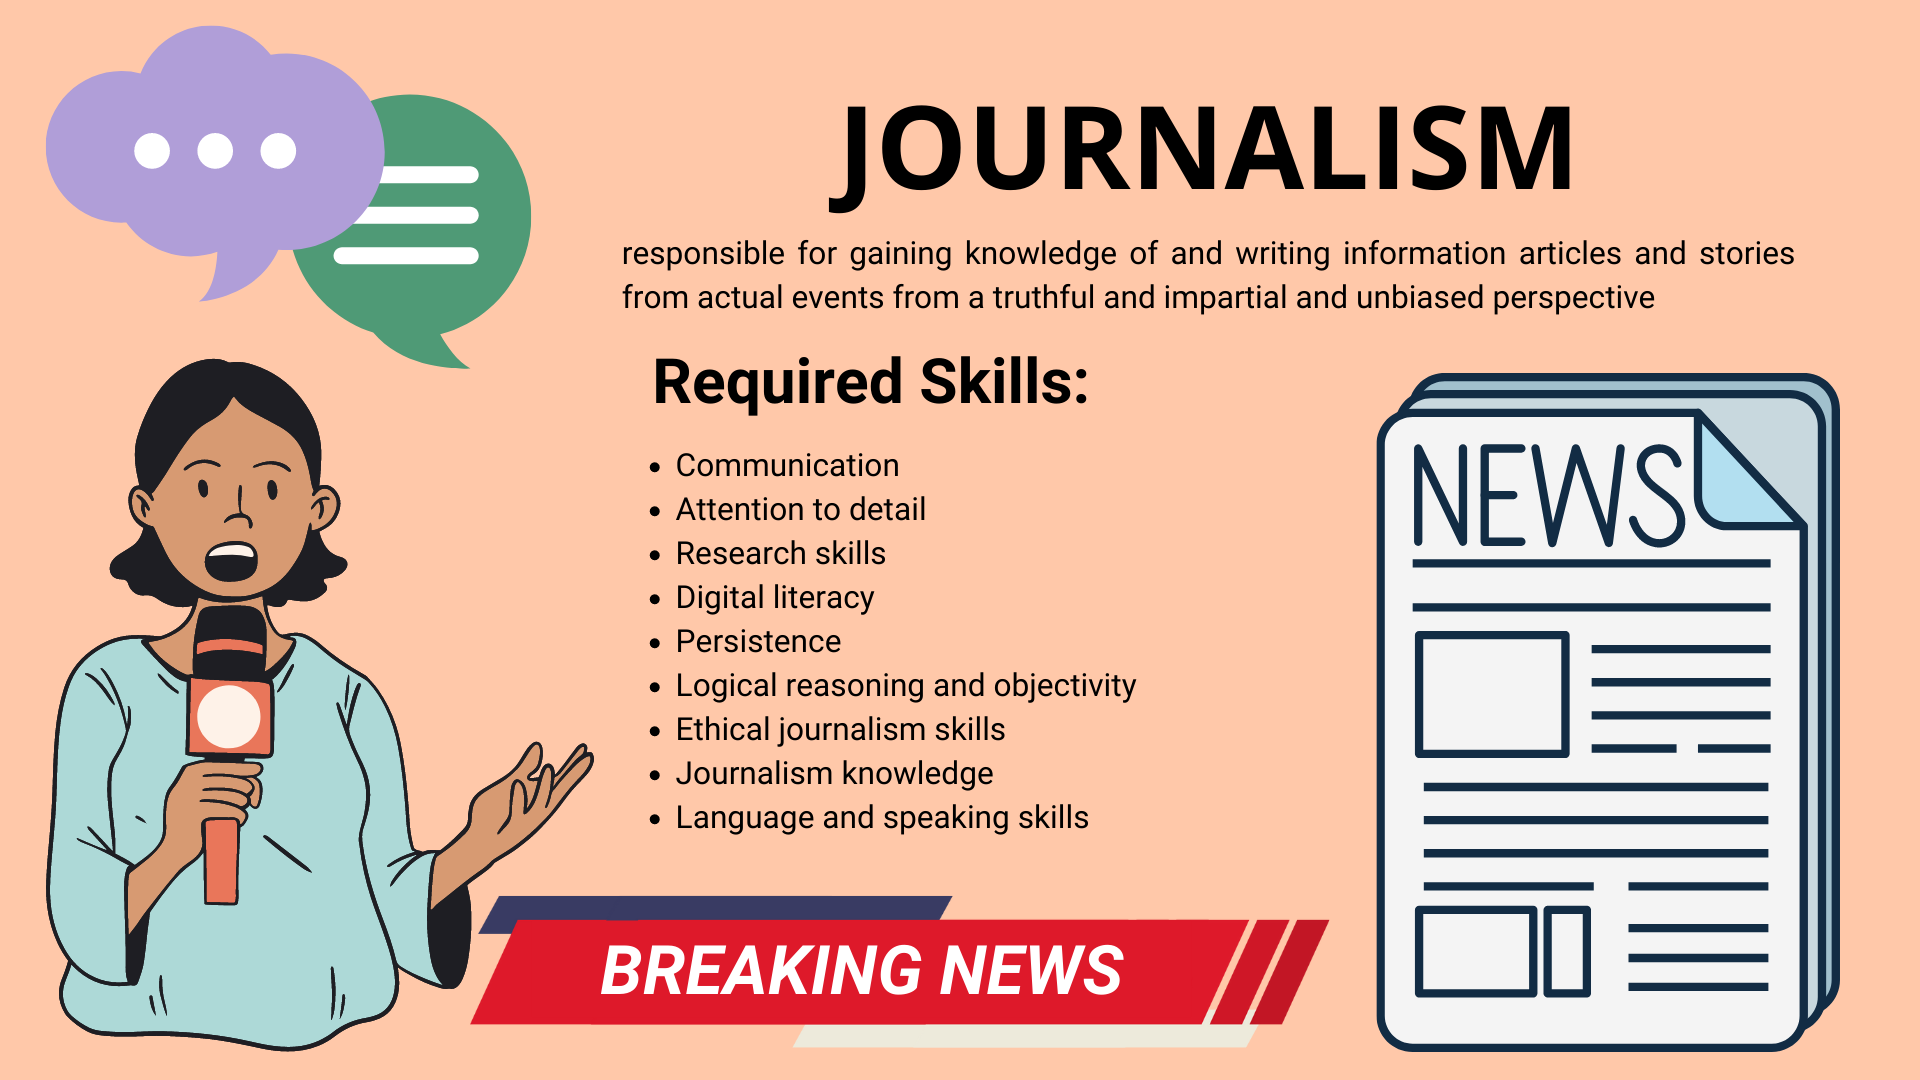 JOURNALISM
responsible for gaining knowledge of and writing information articles and stories
from actual events from a truthful and impartial and unbiased perspective
Required Skills:
• Communication
• Attention to detail
• Research skills
• Digital literacy
• Persistence
• Logical reasoning and objectivity
• Ethical journalism skills
• Journalism knowledge
• Language and speaking skills
NEWS
BREAKING NEWS